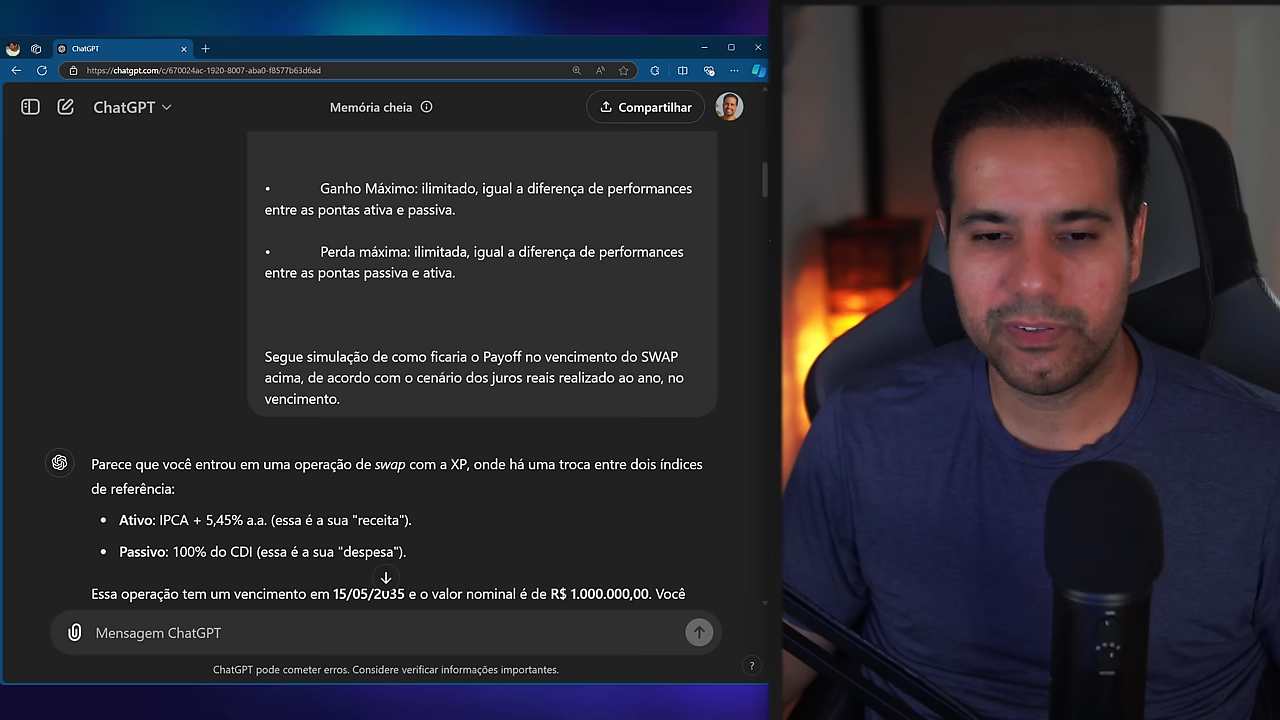 ChatGPT
https://chatgpt.com/c/670024ac-1920-8007-aba0-f8577b63d6ad
ChatGPT
Memória cheia
Compartilhar
• Ganho Máximo: ilimitado, igual a diferença de performances
entre as pontas ativa e passiva.
• Perda máxima: ilimitada, igual a diferença de performances
entre as pontas passiva e ativa.
Segue simulação de como ficaria o Payoff no vencimento do SWAP
acima, de acordo com o cenário dos juros reais realizado ao ano, no
vencimento.
Parece que você entrou em uma operação de swap com a XP, onde há uma troca entre dois índices
de referência:
• Ativo: IPCA + 5,45% a.a. (essa é a sua "receita").
• Passivo: 100% do CDI (essa é a sua "despesa").
Essa operação tem um vencimento em 15/05/2035 e o valor nominal é de R$ 1.000.000,00. Você
Mensagem ChatGPT
ChatGPT pode cometer erros. Considere verificar informações importantes.
?